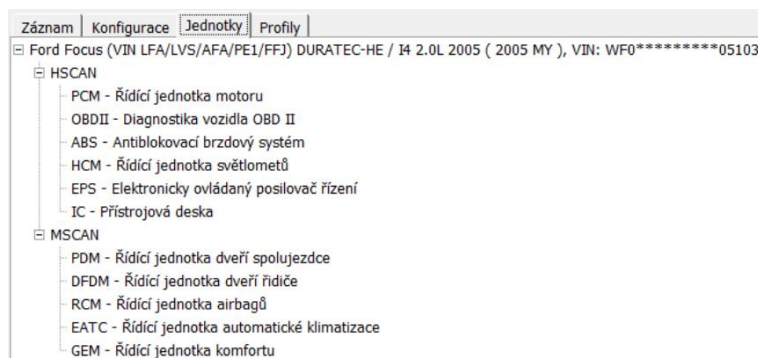 Záznam Konfigurace Jednotky Profily
Ford Focus (VIN LFA/LVS/AFA/PE1/FFJ) DURATEC-HE / I4 2.0L 2005 ( 2005 MY ), VIN: WF0*********05103
HSCAN
PCM - Řídící jednotka motoru
OBDII - Diagnostika vozidla OBD II
ABS - Antiblokovací brzdový systém
HCM - Řídící jednotka světlometů
EPS - Elektronicky ovládaný posilovač řízení
IC - Přístrojová deska
MSCAN
PDM - Řídící jednotka dveří spolujezdce
DFDM - Řídící jednotka dveří řidiče
RCM - Řídící jednotka airbagů
EATC - Řídící jednotka automatické klimatizace
GEM - Řídící jednotka komfortu